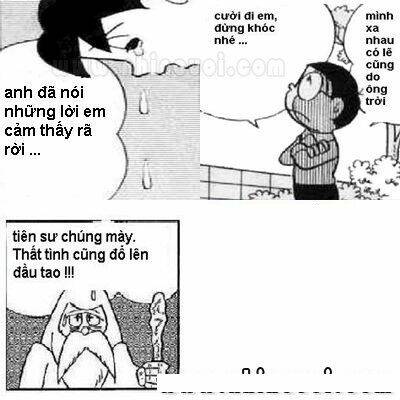 anh đã nói
những lời em
cảm thấy rã
rời ...
cười đi em,
đừng khóc
nhé ...
mình
xa
nhau
có lẽ
cũng
do
ông
trời
tiên sư chúng mày.
Thất tình cũng đổ lên
đầu tao !!!